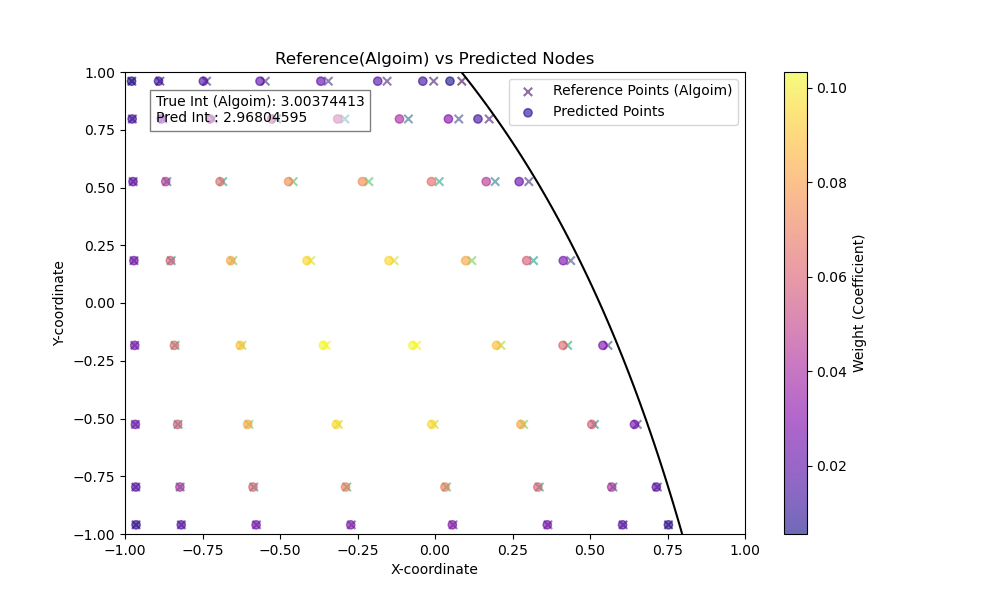 Reference(Algoim) vs Predicted Nodes
True Int (Algoim): 3.00374413
Pred Int : 2.96804595
Reference Points (Algoim)
Predicted Points
1.00
0.75
0.50
0.25
0.00
−0.25
−0.50
−0.75
−1.00
Y-coordinate
−1.00 −0.75 −0.50 −0.25 0.00 0.25 0.50 0.75 1.00
X-coordinate
0.10
0.08
0.06
0.04
0.02
Weight (Coefficient)